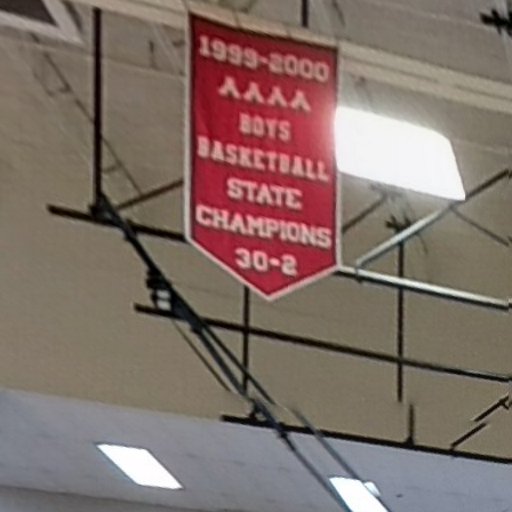 1999-2000
AAAA
BOYS
BASKETBALL
STATE
CHAMPIONS
30-2